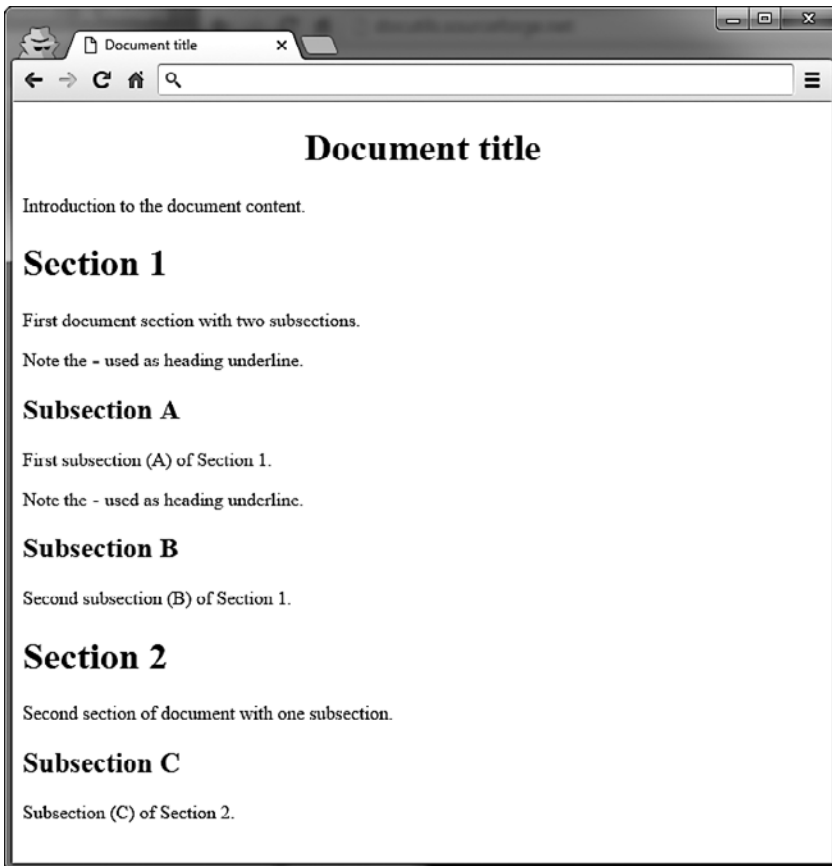 Document title
Document title
Introduction to the document content.
Section 1
First document section with two subsections.
Note the = used as heading underline.
Subsection A
First subsection (A) of Section 1.
Note the - used as heading underline.
Subsection B
Second subsection (B) of Section 1.
Section 2
Second section of document with one subsection.
Subsection C
Subsection (C) of Section 2.